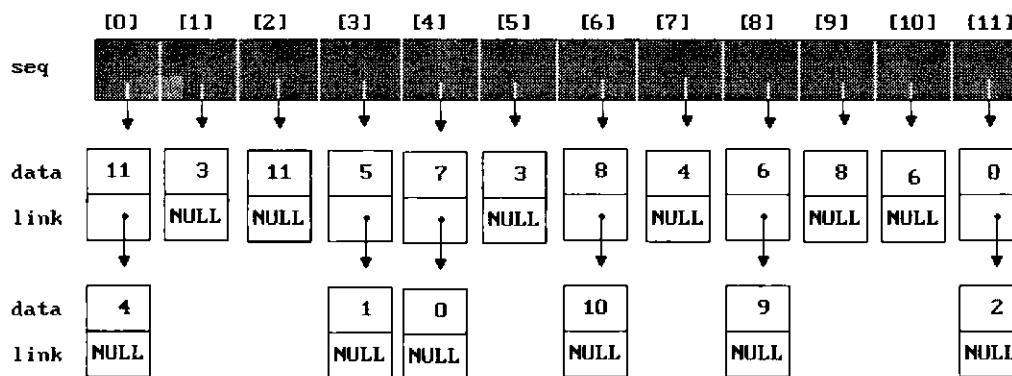 [0] [1] [2] [3] [4] [5] [6] [7] [8] [9] [10] [11]
seq
data 11 3 11 5 7 3 8 4 6 8 6 0
link NULL NULL NULL NULL NULL NULL
data 4 1 0 10 9 2
link NULL NULL NULL NULL NULL NULL